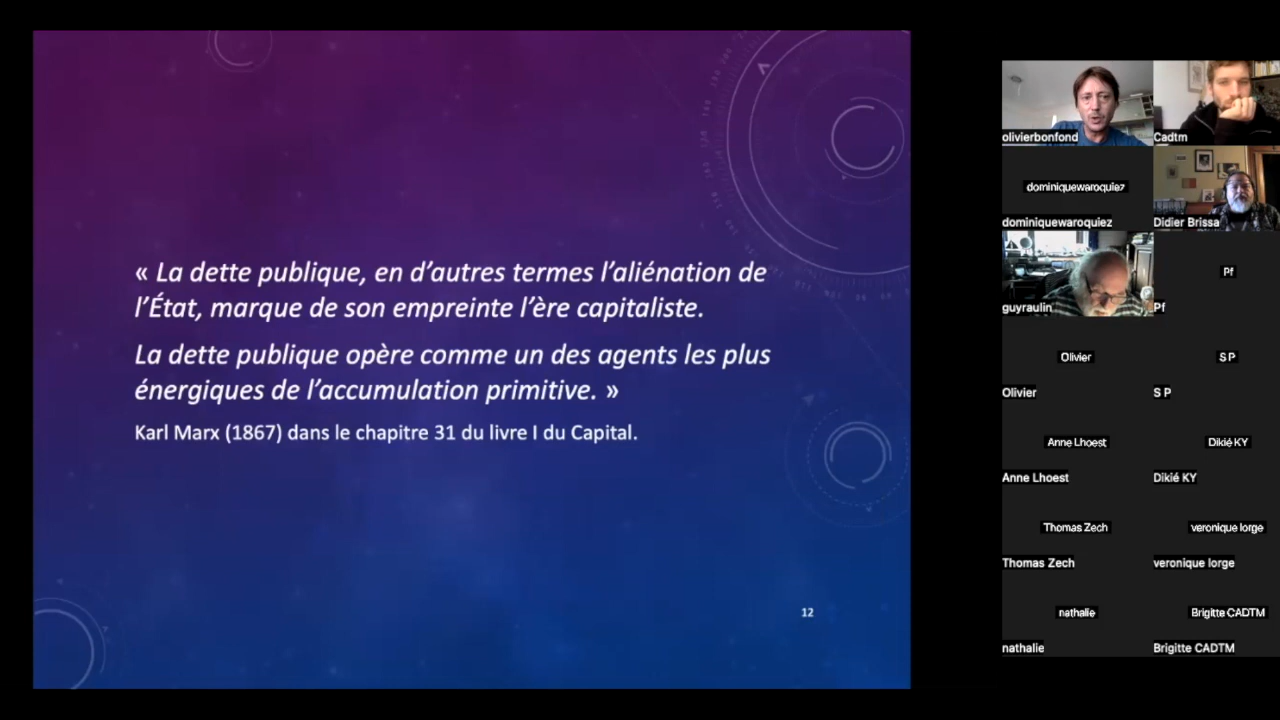 « La dette publique, en d’autres termes l’aliénation de
l’État, marque de son empreinte l’ère capitaliste.
La dette publique opère comme un des agents les plus
énergiques de l’accumulation primitive. »
Karl Marx (1867) dans le chapitre 31 du livre I du Capital.
12
olivierbonfond
Cadtm
dominiquewaroquiez
dominiquewaroquiez
Didier Brissa
guyraulin
Pf
Pf
Olivier
S P
Olivier
S P
Anne Lhoest
Dikié KY
Anne Lhoest
Dikié KY
Thomas Zech
veronique lorge
Thomas Zech
veronique lorge
nathalie
Brigitte CADTM
nathalie
Brigitte CADTM